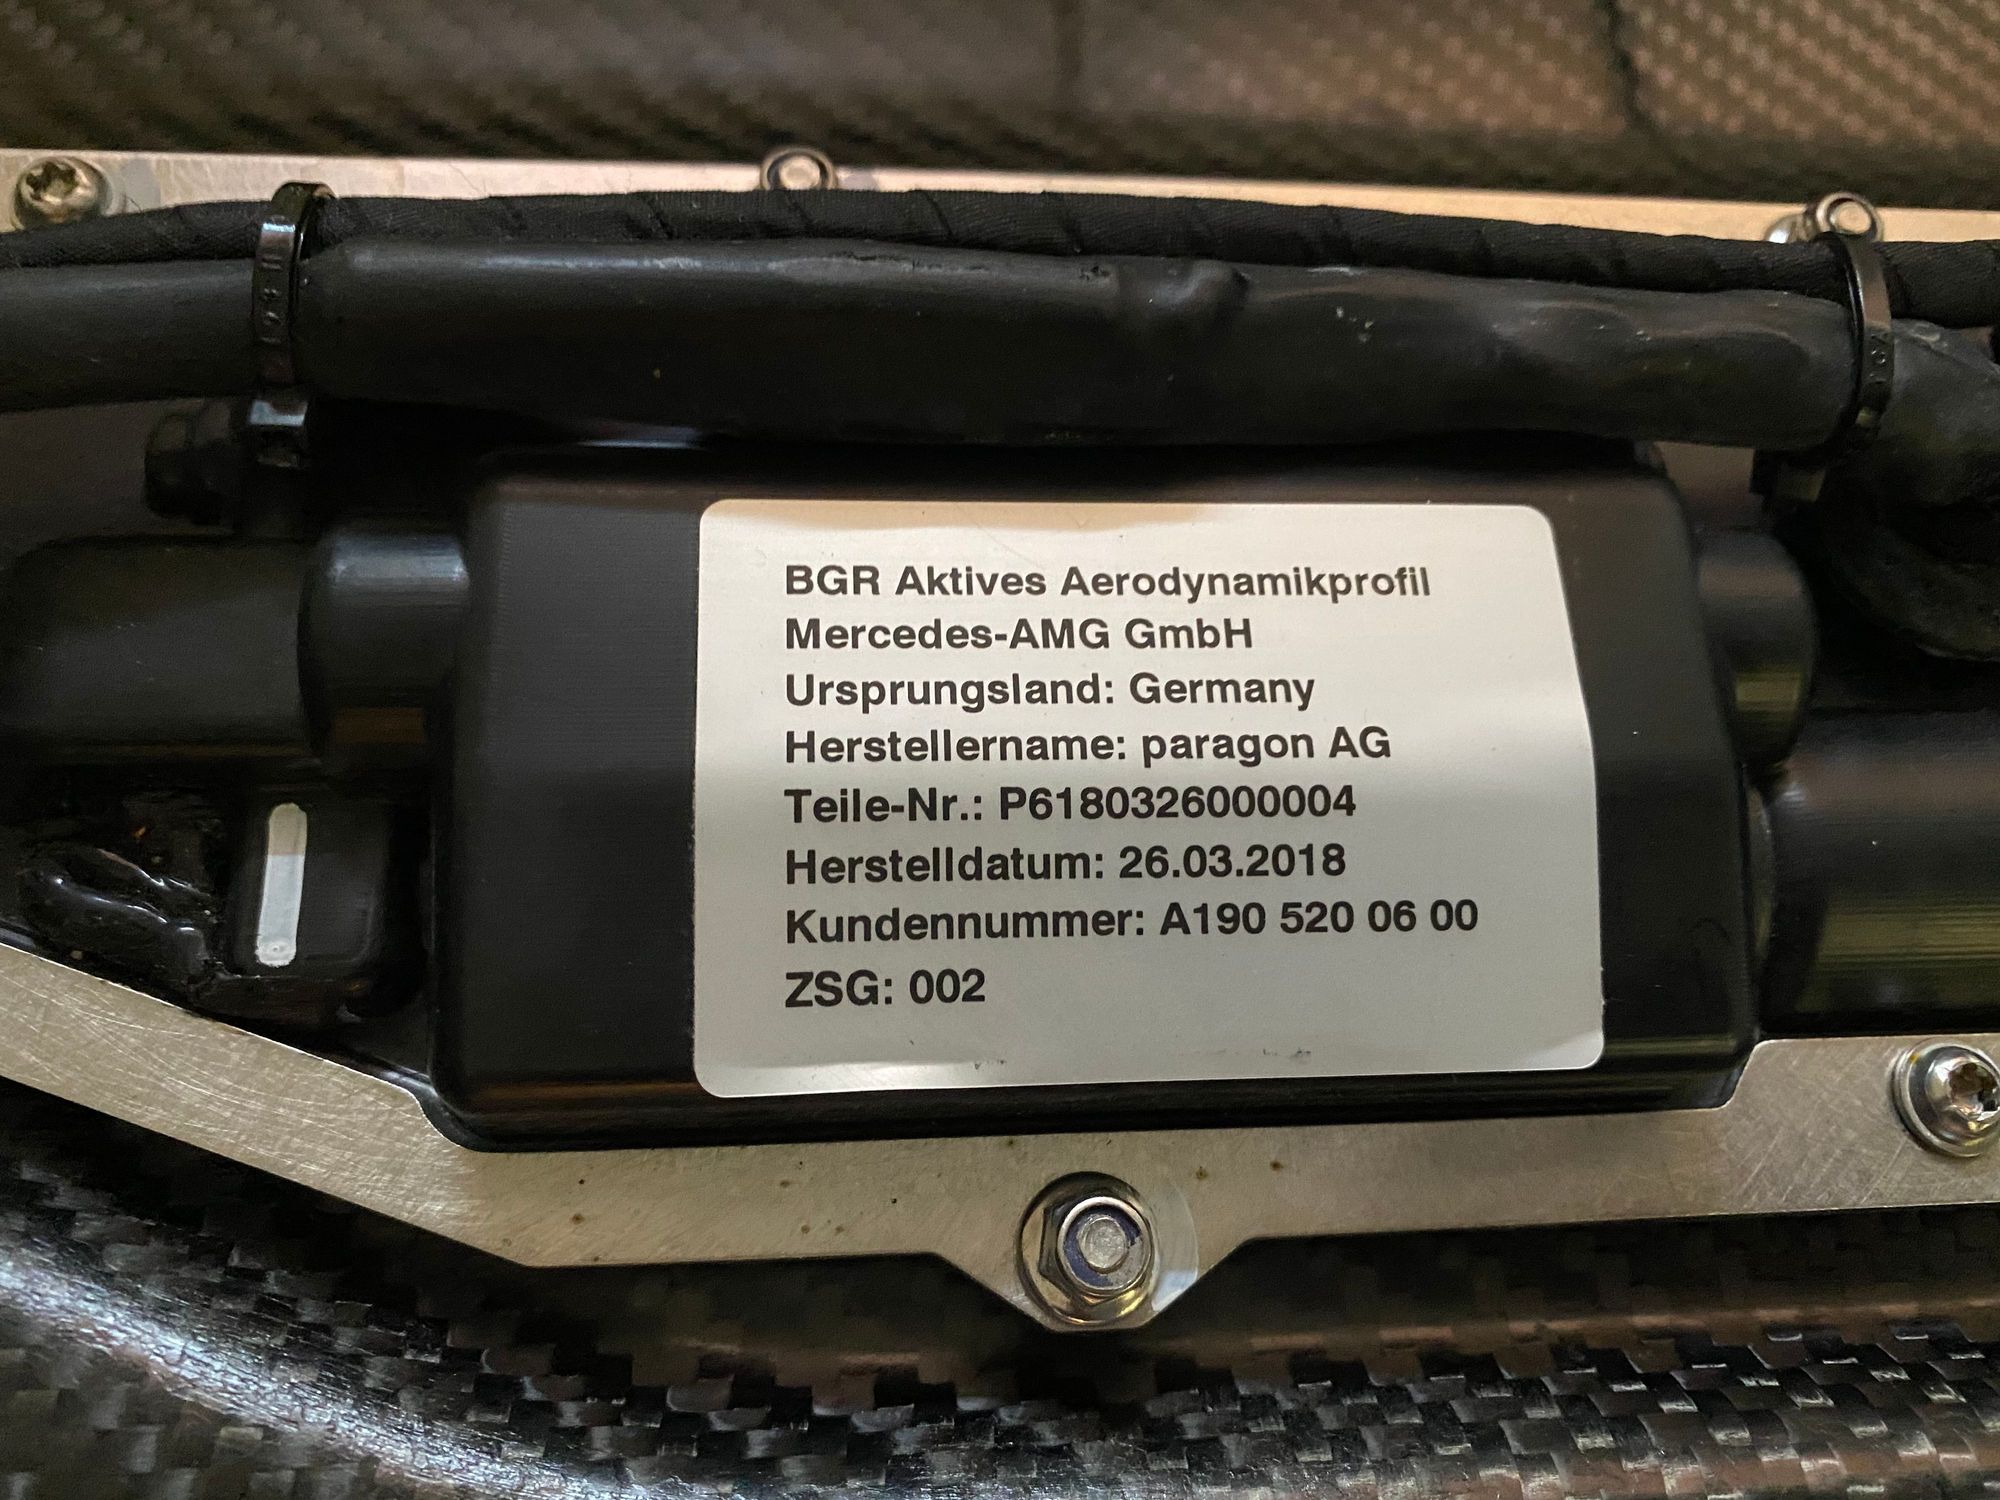 BGR Aktives Aerodynamikprofil
Mercedes-AMG GmbH
Ursprungsland: Germany
Herstellername: paragon AG
Teile-Nr.: P6180326000004
Herstelldatum: 26.03.2018
Kundennummer: A190 520 06 00
ZSG: 002